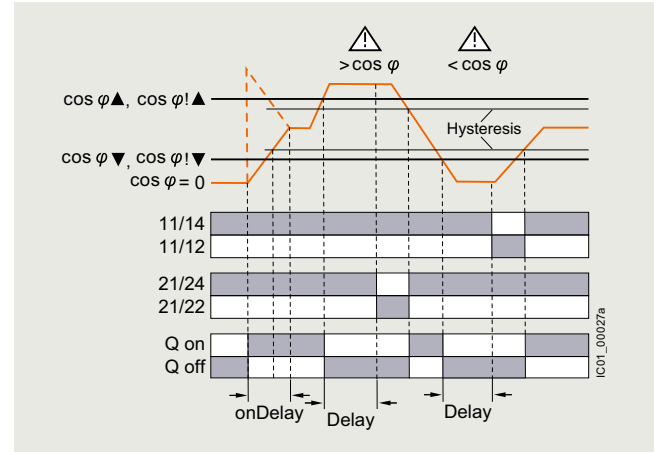 >cos φ
<cos φ
cos φ▲, cos φ!▲
Hysteresis
cos φ▼, cos φ!▼
cos φ = 0
11/14
11/12
21/24
21/22
Q on
Q off
onDelay
Delay
Delay
IC01_00027a